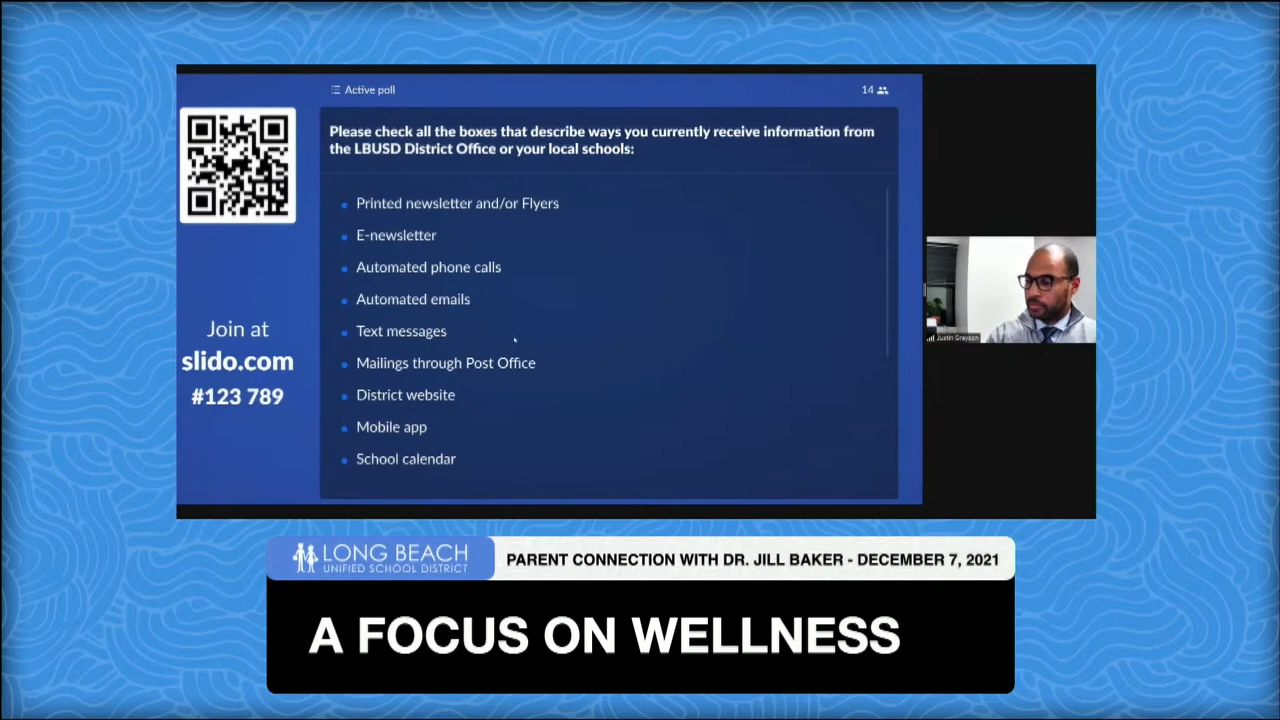 Active poll
14
Please check all the boxes that describe ways you currently receive information from
the LBUSD District Office or your local schools:
Printed newsletter and/or Flyers
E-newsletter
Automated phone calls
Automated emails
Text messages
Mailings through Post Office
District website
Mobile app
School calendar
Join at
slido.com
#123 789
Justin Grayson
LONG BEACH
UNIFIED SCHOOL DISTRICT
PARENT CONNECTION WITH DR. JILL BAKER - DECEMBER 7, 2021
A FOCUS ON WELLNESS